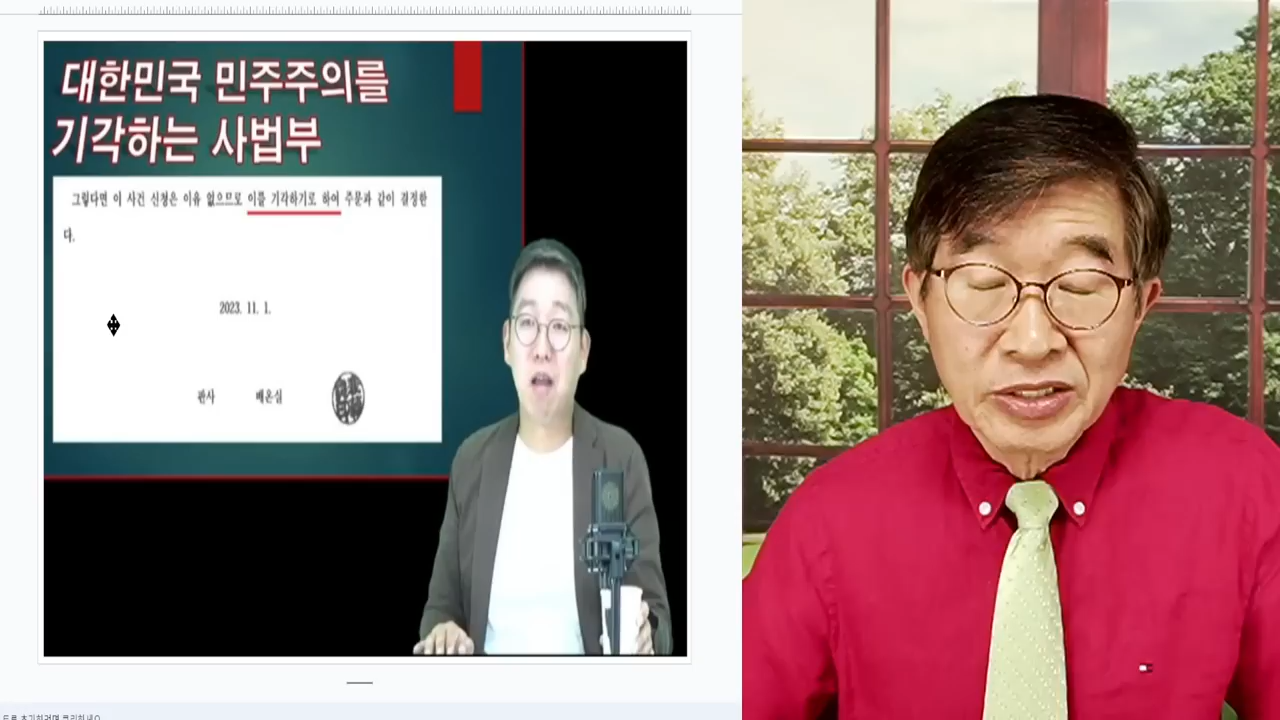 대한민국 민주주의를
기각하는 사법부
그렇다면 이 사건 신청은 이유 없으므로 이를 기각하기로 하여 주문과 같이 결정한
다.
2023. 11. 1.
판사 배온실